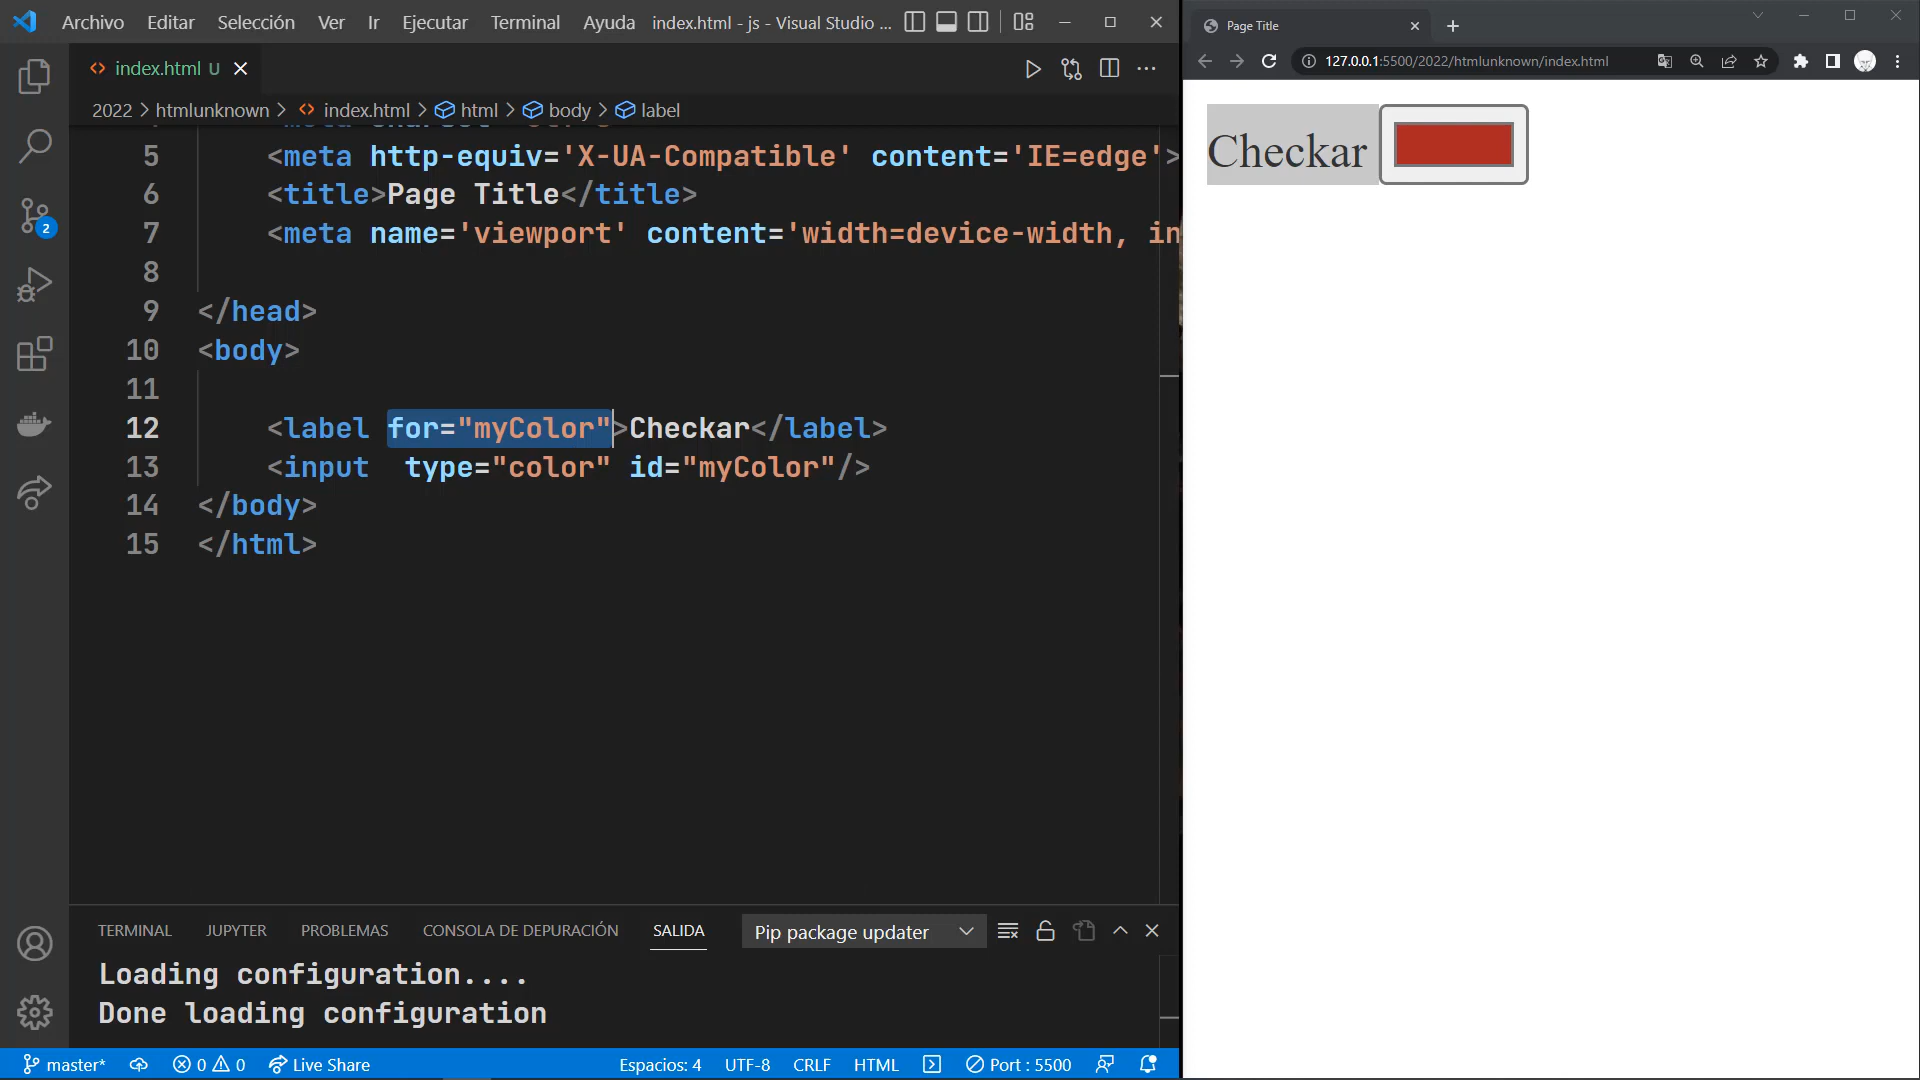 Archivo Editar Selección Ver Ir Ejecutar Terminal Ayuda index.html - js - Visual Studio ...
index.html U
2022 > htmlunknown > index.html > html > body > label
5 <meta http-equiv='X-UA-Compatible' content='IE=edge'>
6 <title>Page Title</title>
7 <meta name='viewport' content='width=device-width, in
8
9 </head>
10 <body>
11
12 <label for="myColor">Checkar</label>
13 <input  type="color" id="myColor"/>
14 </body>
15 </html>
2
TERMINAL JUPYTER PROBLEMAS CONSOLA DE DEPURACIÓN SALIDA Pip package updater
Loading configuration....
Done loading configuration
master* 0 0 Live Share Espacios: 4 UTF-8 CRLF HTML Port : 5500
Page Title
127.0.0.1:5500/2022/htmlunknown/index.html
Checkar